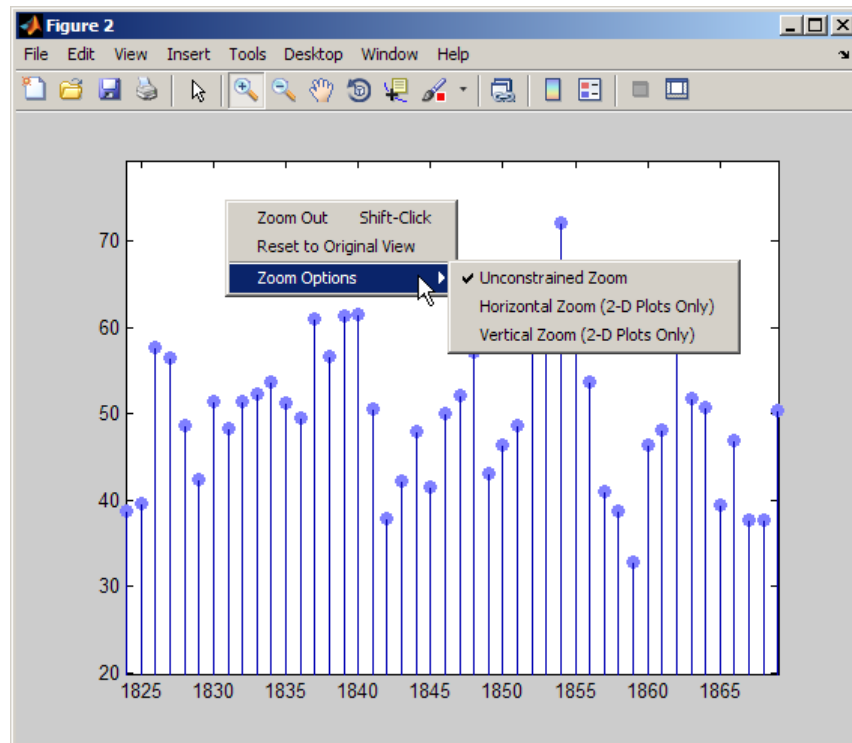 Figure 2
File Edit View Insert Tools Desktop Window Help
70
60
50
40
30
20
Zoom Out Shift-Click
Reset to Original View
Zoom Options
Unconstrained Zoom
Horizontal Zoom (2-D Plots Only)
Vertical Zoom (2-D Plots Only)
1825 1830 1835 1840 1845 1850 1855 1860 1865